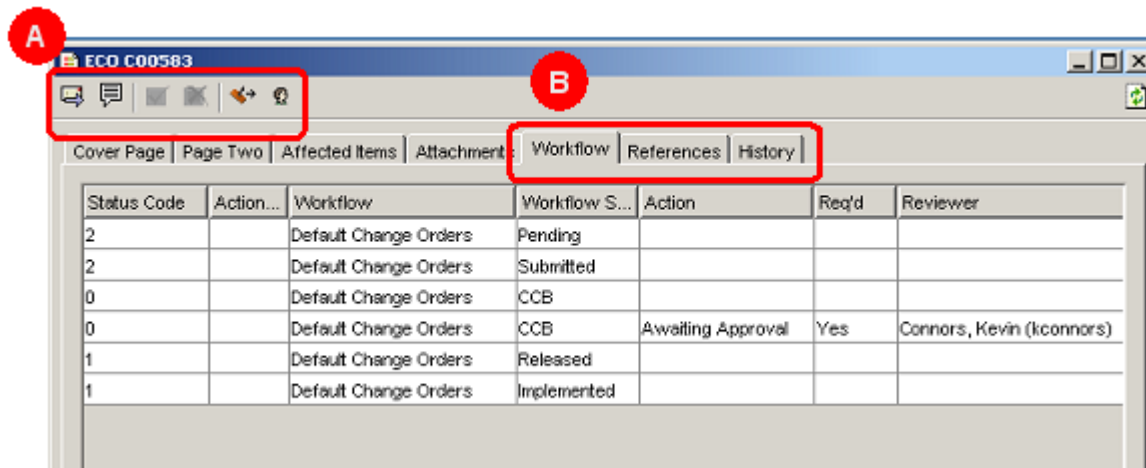 A
ECO C00583
B
Cover Page Page Two Affected Items Attachments Workflow References History
Status Code Action... Workflow Workflow S... Action Req'd Reviewer
2 Default Change Orders Pending
2 Default Change Orders Submitted
0 Default Change Orders CCB
0 Default Change Orders CCB Awaiting Approval Yes Connors, Kevin (kconnors)
1 Default Change Orders Released
1 Default Change Orders Implemented